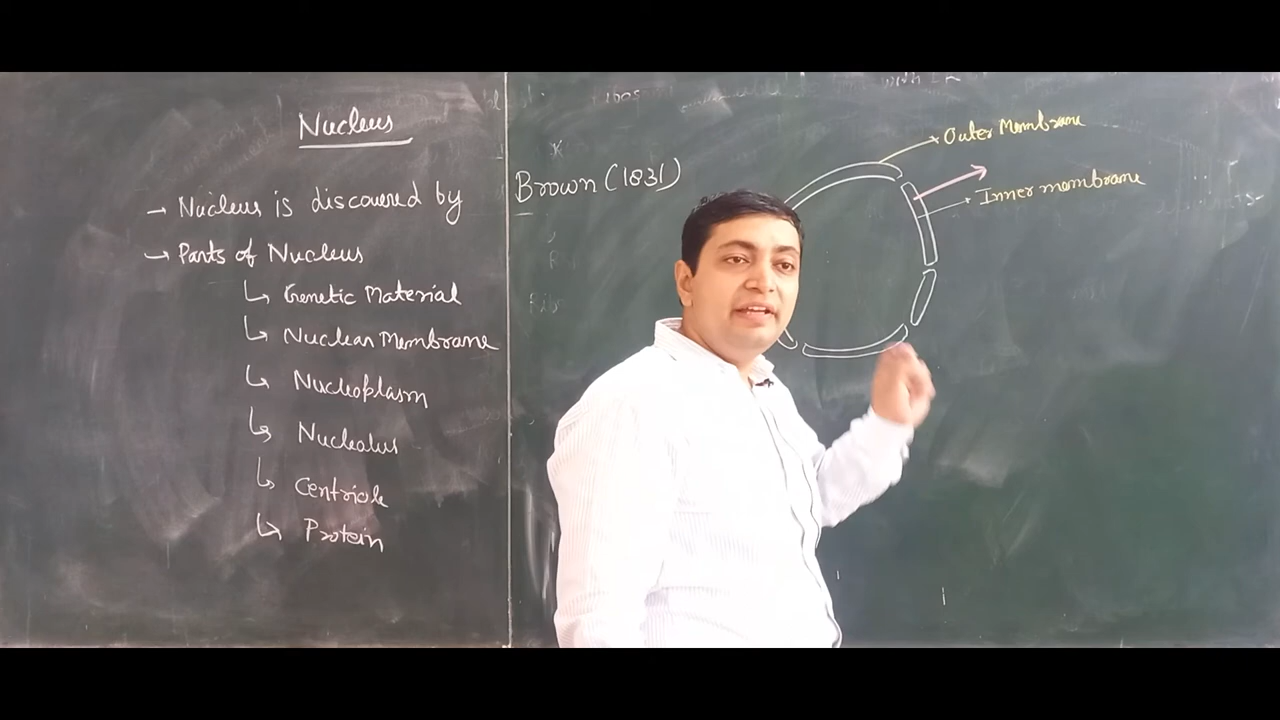 Nucleus
→ Nucleus is discovered by Brown (1831)
→ Parts of Nucleus
↳ Genetic Material
↳ Nuclear Membrane
↳ Nucleoplasm
↳ Nucleolus
↳ Centriole
↳ Protein
Outer Membrane
Inner membrane